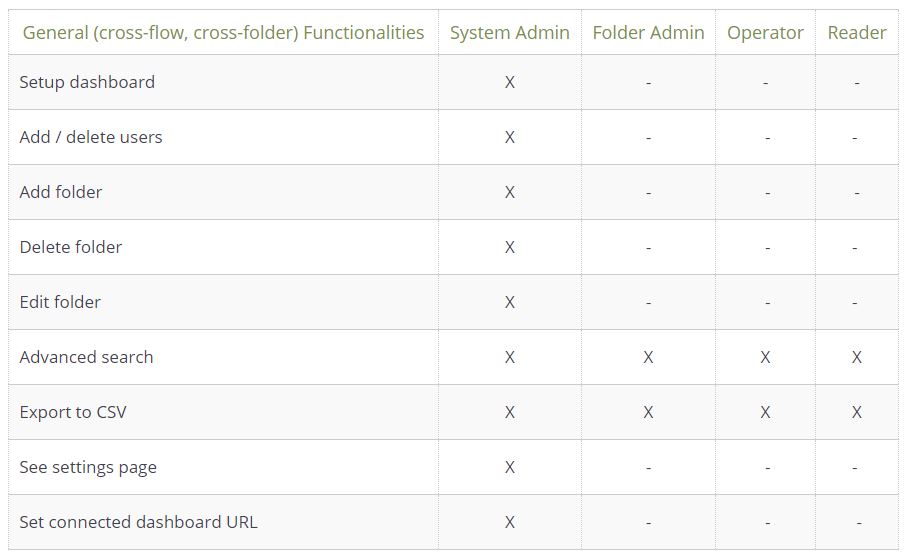 General (cross-flow, cross-folder) Functionalities System Admin Folder Admin Operator Reader
Setup dashboard X - - -
Add / delete users X - - -
Add folder X - - -
Delete folder X - - -
Edit folder X - - -
Advanced search X X X X
Export to CSV X X X X
See settings page X - - -
Set connected dashboard URL X - - -